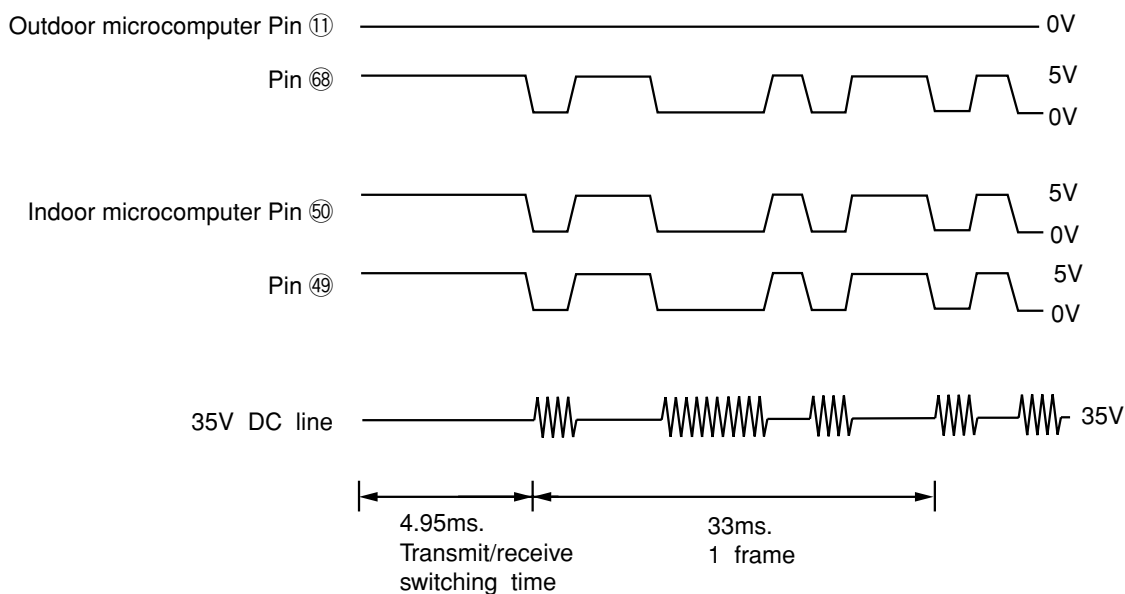 Outdoor microcomputer Pin ⑪
0V
Pin ㊽
5V
0V
Indoor microcomputer Pin ㊿
5V
0V
Pin ㊾
5V
0V
35V DC line
35V
4.95ms.
Transmit/receive
switching time
33ms.
1 frame